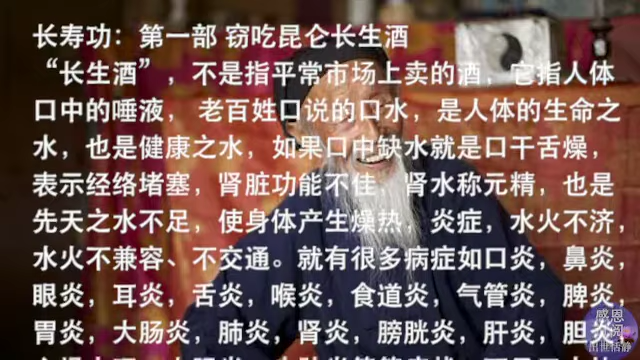 长寿功：第一部 窃吃昆仑长生酒
“长生酒”，不是指平常市场上卖的酒，它指人体
口中的唾液， 老百姓口说的口水，是人体的生命之
水，也是健康之水，如果口中缺水就是口干舌燥，
表示经络堵塞，肾脏功能不佳，肾水称元精，也是
先天之水不足，使身体产生燥热，炎症，水火不济，
水火不兼容、不交通。就有很多病症如口炎，鼻炎，
眼炎，耳炎，舌炎，喉炎，食道炎，气管炎，脾炎，
胃炎，大肠炎，肺炎，肾炎，膀胱炎，肝炎，胆炎
感恩
阅
出世恬静